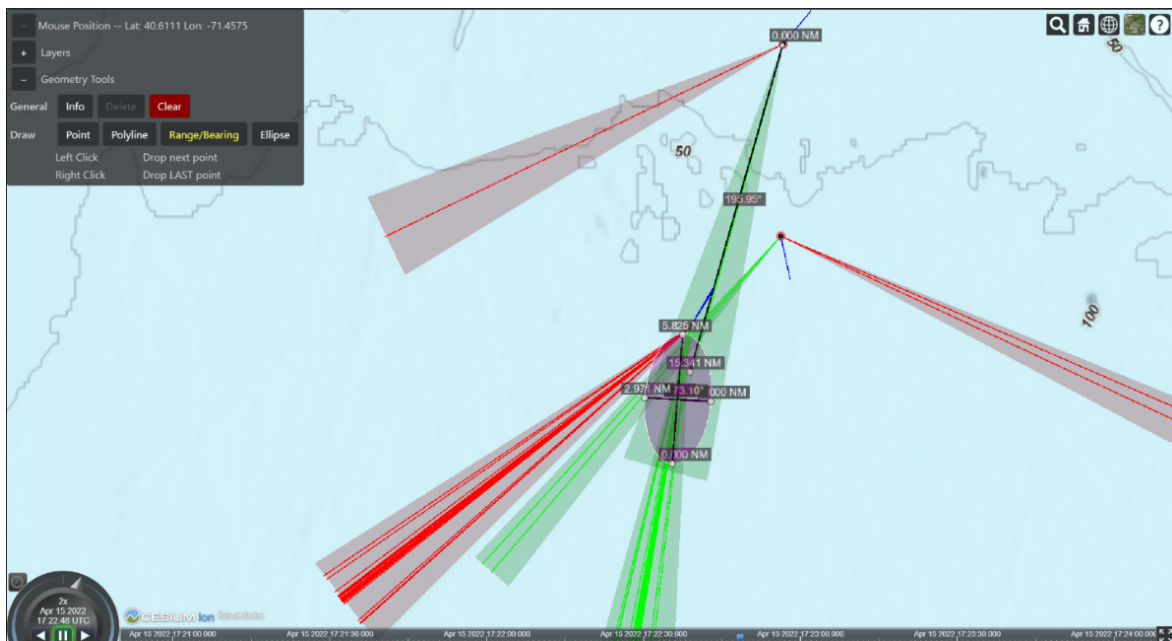 − Mouse Position -- Lat: 40.6111 Lon: -71.4575
+ Layers
− Geometry Tools
General Info Delete Clear
Draw Point Polyline Range/Bearing Ellipse
Left Click Drop next point
Right Click Drop LAST point
?
0.000 NM
50
50
195.95°
100
5.825 NM
15.341 NM
2.971 NM 73.10° 000 NM
0.000 NM
2x
Apr 15 2022
17:22:48 UTC
CESIUM ion
Apr 15 2022 17:21:00.000 Apr 15 2022 17:21:30.000 Apr 15 2022 17:22:00.000 Apr 15 2022 17:22:30.000 Apr 15 2022 17:23:00.000 Apr 15 2022 17:23:30.000 Apr 15 2022 17:24:00.000